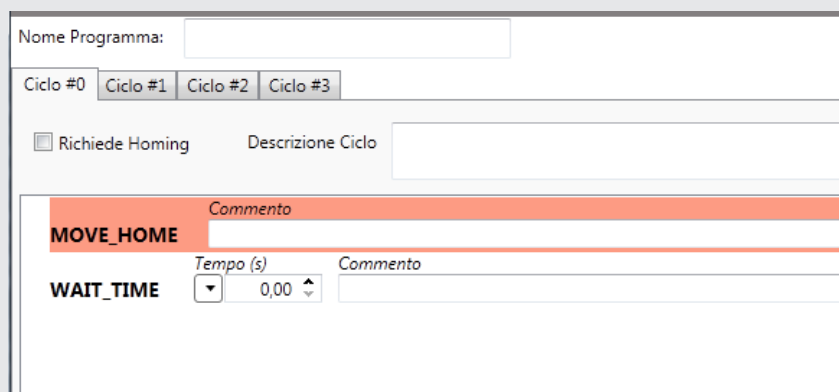 Nome Programma:
Ciclo #0 Ciclo #1 Ciclo #2 Ciclo #3
Richiede Homing Descrizione Ciclo
Commento
MOVE_HOME
Tempo (s) Commento
WAIT_TIME 0,00